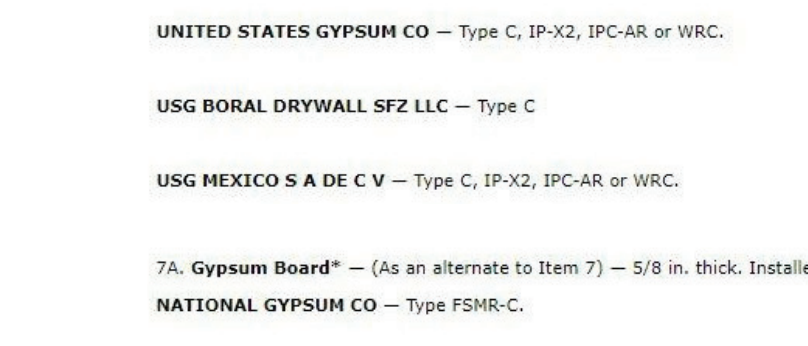 UNITED STATES GYPSUM CO — Type C, IP-X2, IPC-AR or WRC.
USG BORAL DRYWALL SFZ LLC — Type C
USG MEXICO S A DE C V — Type C, IP-X2, IPC-AR or WRC.
7A. Gypsum Board* — (As an alternate to Item 7) — 5/8 in. thick. Installe
NATIONAL GYPSUM CO — Type FSMR-C.